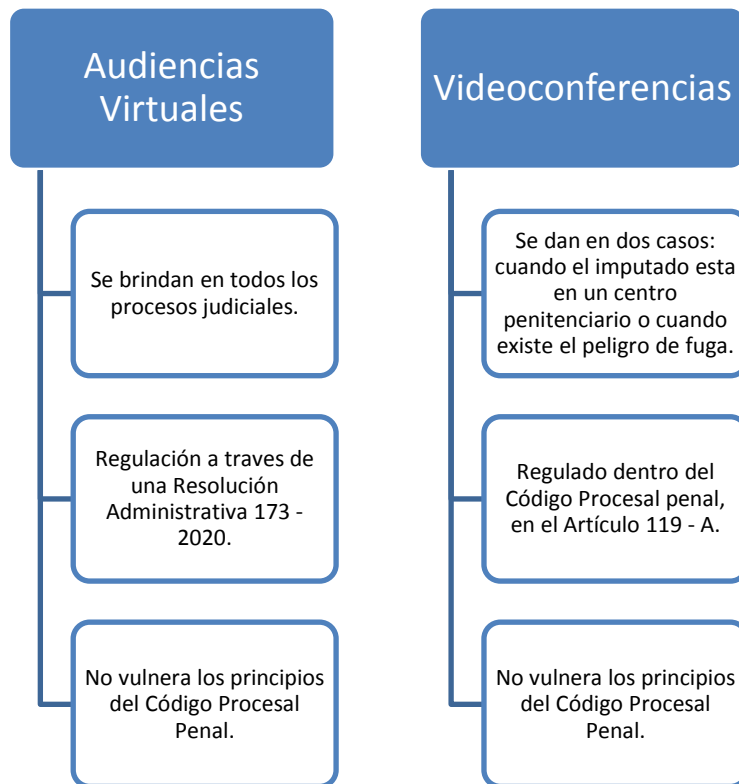 Audiencias
Virtuales
Se brindan en todos los
procesos judiciales.
Regulación a traves de
una Resolución
Administrativa 173 -
2020.
No vulnera los principios
del Código Procesal
Penal.
Videoconferencias
Se dan en dos casos:
cuando el imputado esta
en un centro
penitenciario o cuando
existe el peligro de fuga.
Regulado dentro del
Código Procesal penal,
en el Artículo 119 - A.
No vulnera los principios
del Código Procesal
Penal.